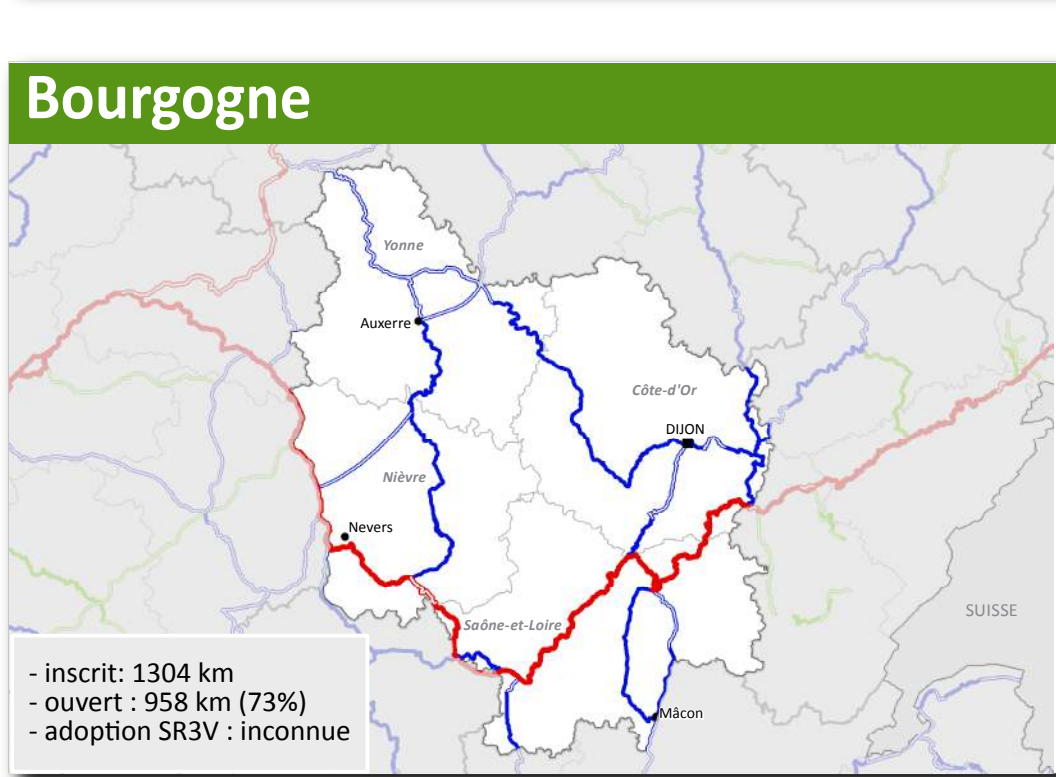 Bourgogne
Yonne
Auxerre
Côte-d'Or
DIJON
Nièvre
Nevers
SUISSE
Saône-et-Loire
Mâcon
- inscrit: 1304 km
- ouvert : 958 km (73%)
- adoption SR3V : inconnue